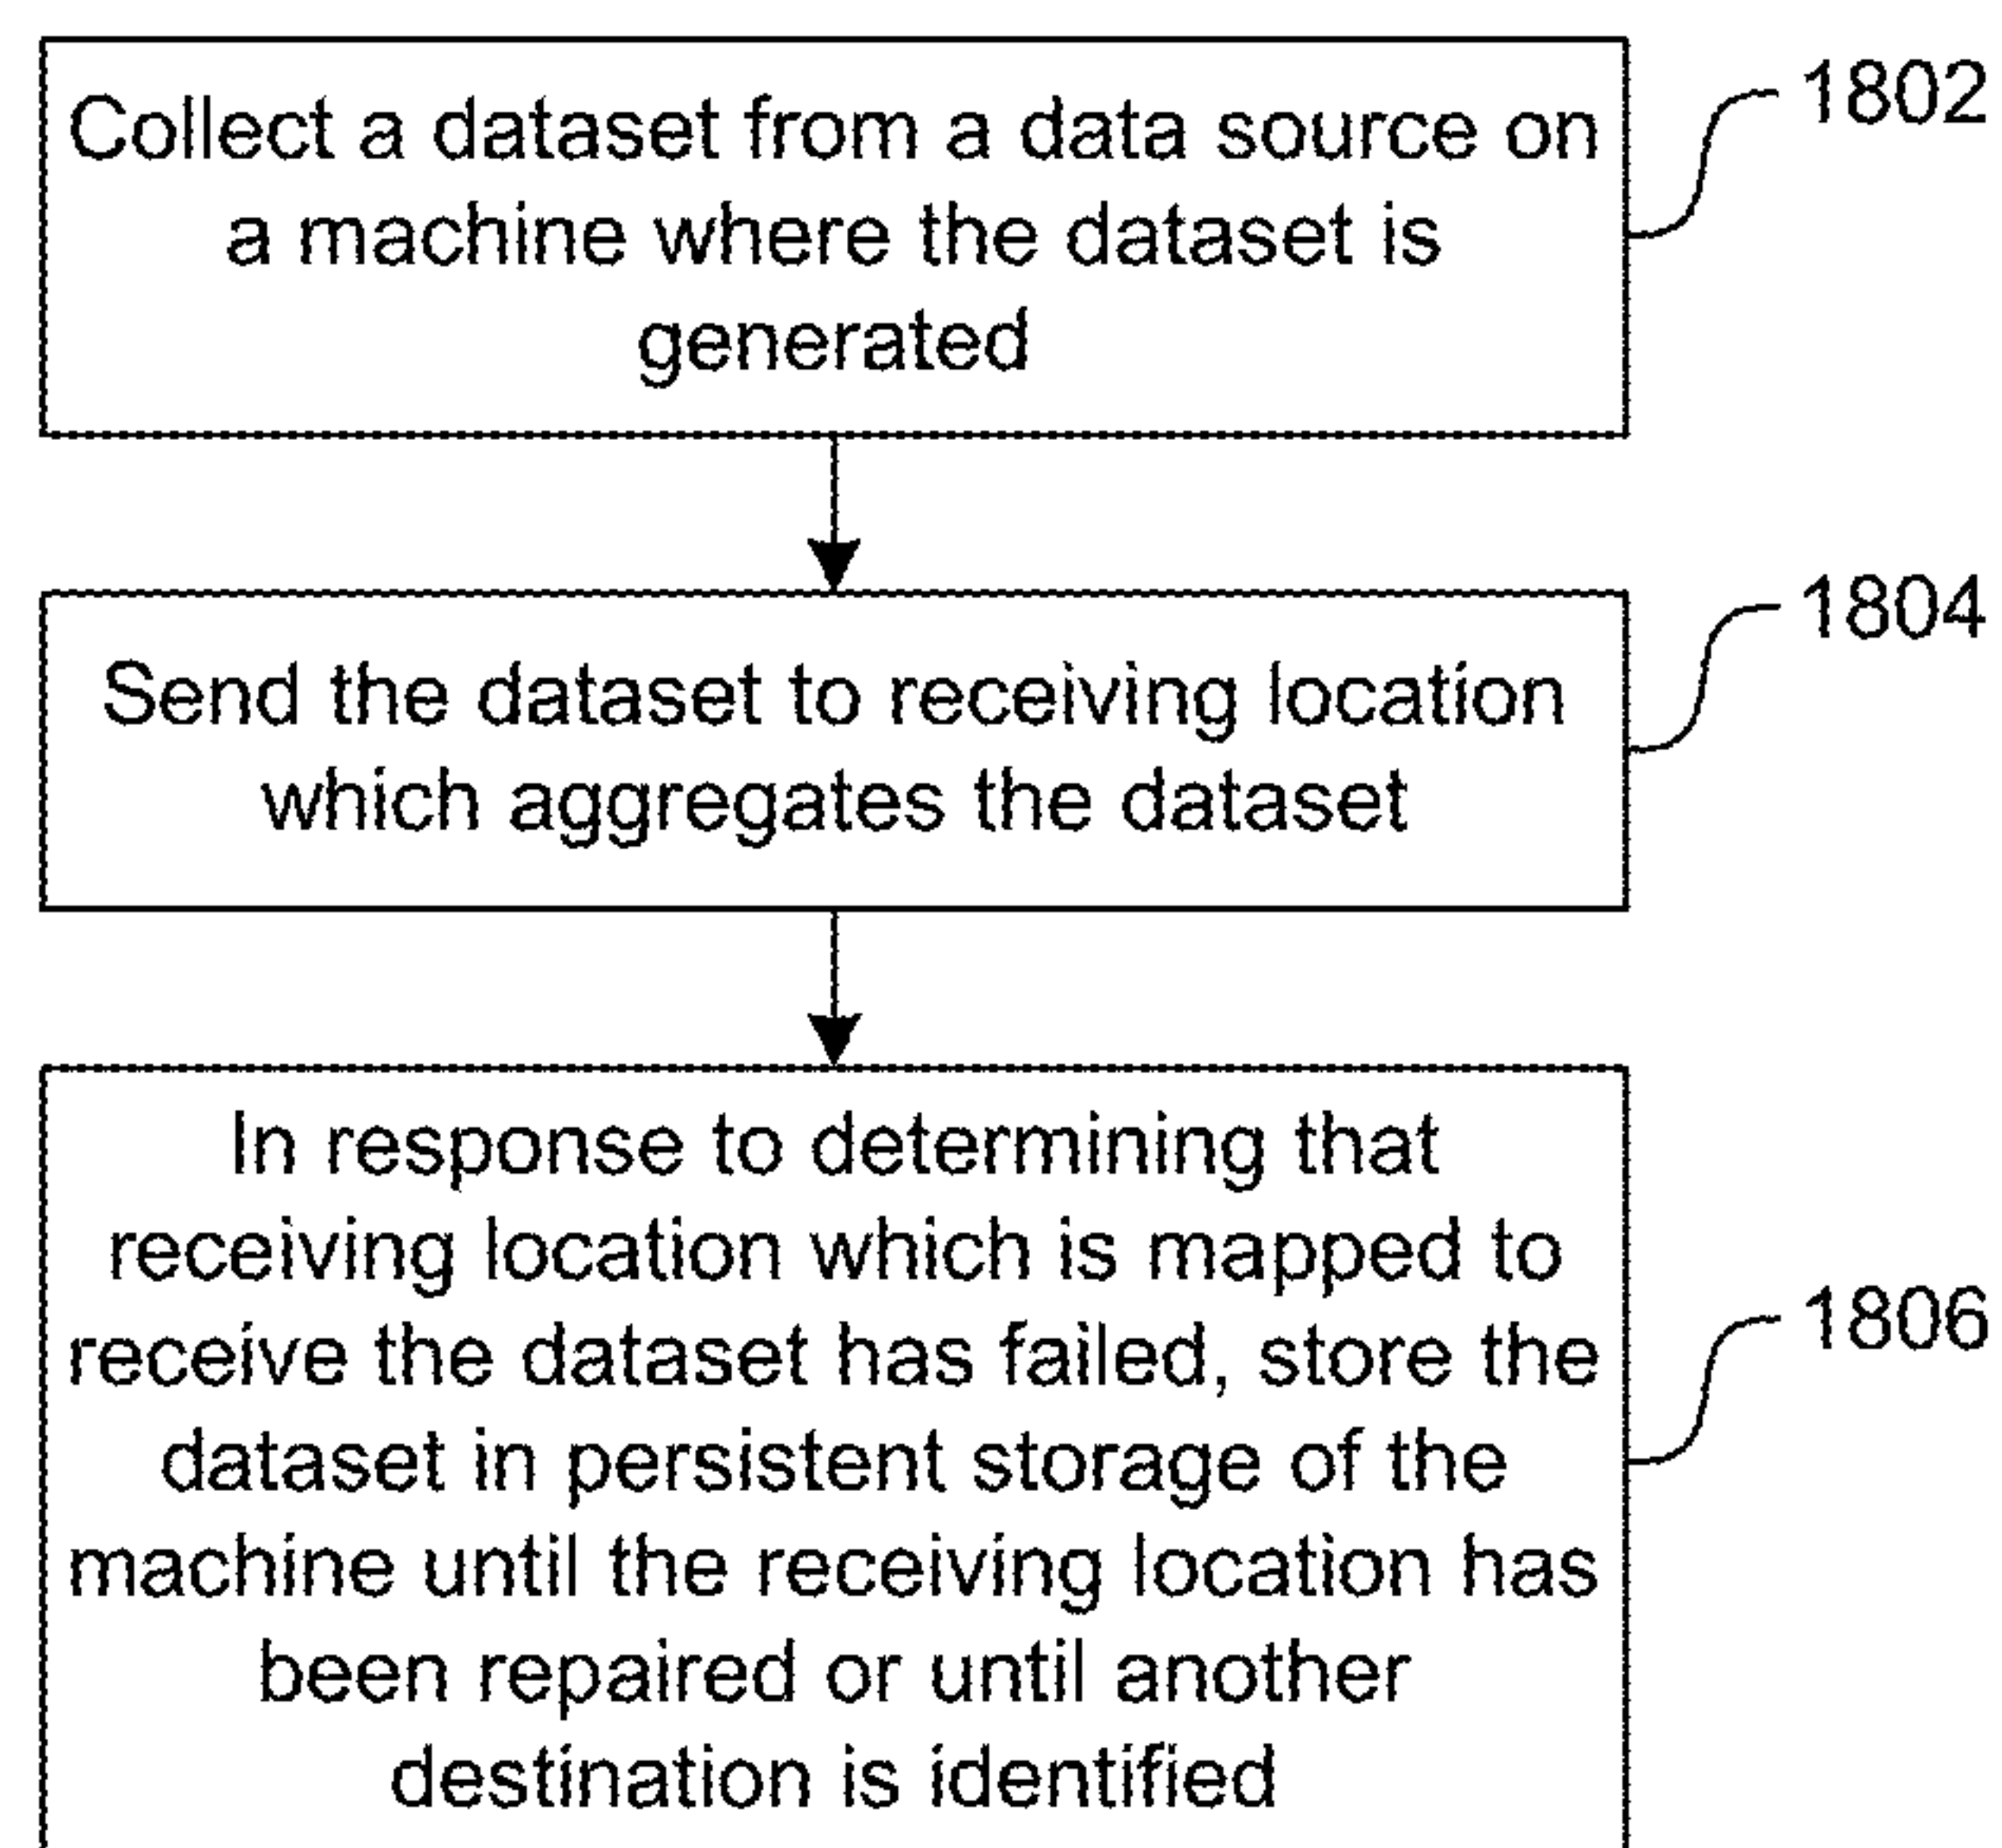 Collect a dataset from a data source on
a machine where the dataset is
generated
1802
Send the dataset to receiving location
which aggregates the dataset
1804
In response to determining that
receiving location which is mapped to
receive the dataset has failed, store the
dataset in persistent storage of the
machine until the receiving location has
been repaired or until another
destination is identified
1806